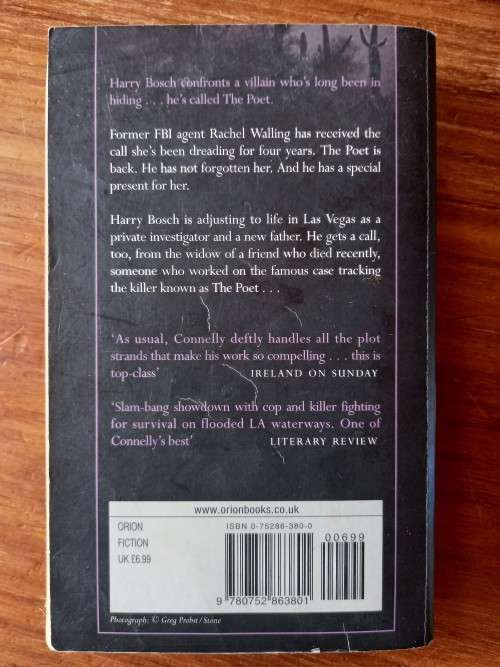 Harry Bosch confronts a villain who's long been in
hiding . . . he's called The Poet.
Former FBI agent Rachel Walling has received the
call she's been dreading for four years. The Poet is
back. He has not forgotten her. And he has a special
present for her.
Harry Bosch is adjusting to life in Las Vegas as a
private investigator and a new father. He gets a call,
too, from the widow of a friend who died recently,
someone who worked on the famous case tracking
the killer known as The Poet . . .
'As usual, Connelly deftly handles all the plot
strands that make his work so compelling . . . this is
top-class' IRELAND ON SUNDAY
'Slam-bang showdown with cop and killer fighting
for survival on flooded LA waterways. One of
Connelly's best' LITERARY REVIEW
www.orionbooks.co.uk
ORION
FICTION
UK £6.99
ISBN 0-75286-380-0
00699
9 780752 863801
Photograph: © Greg Probst / Stone